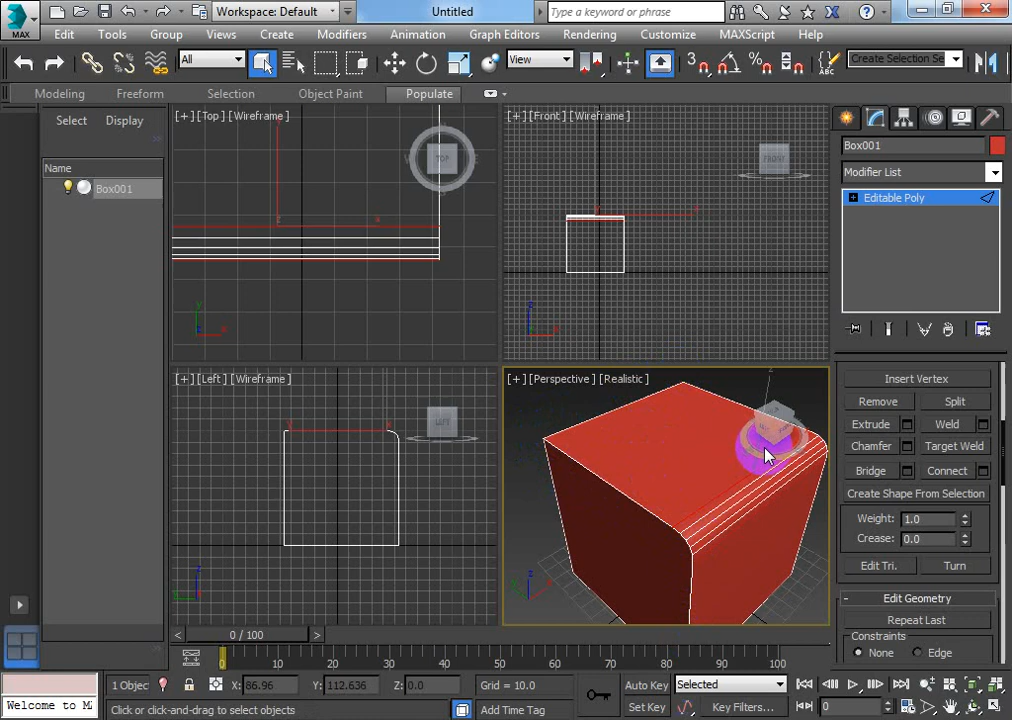 Workspace: Default
Untitled
Type a keyword or phrase
MAX
Edit Tools Group Views Create Modifiers Animation Graph Editors Rendering Customize MAXScript Help
All
View
3
Create Selection Se
Modeling Freeform Selection Object Paint Populate
Select Display
Name
Box001
[+] [Top] [Wireframe]
TOP
[+] [Front] [Wireframe]
FRONT
[+] [Left] [Wireframe]
LEFT
[+] [Perspective] [Realistic]
Box001
Modifier List
Editable Poly
Insert Vertex
Remove Split
Extrude Weld
Chamfer Target Weld
Bridge Connect
Create Shape From Selection
Weight: 1.0
Crease: 0.0
Edit Tri. Turn
- Edit Geometry
Repeat Last
Constraints
None Edge
< 0 / 100 >
0 10 20 30 40 50 60 70 80 90 100
1 Objec X: 86.96 Y: 112.636 Z: 0.0 Grid = 10.0 Auto Key Selected
Welcome to M
Click or click-and-drag to select objects Add Time Tag Set Key Key Filters... 0